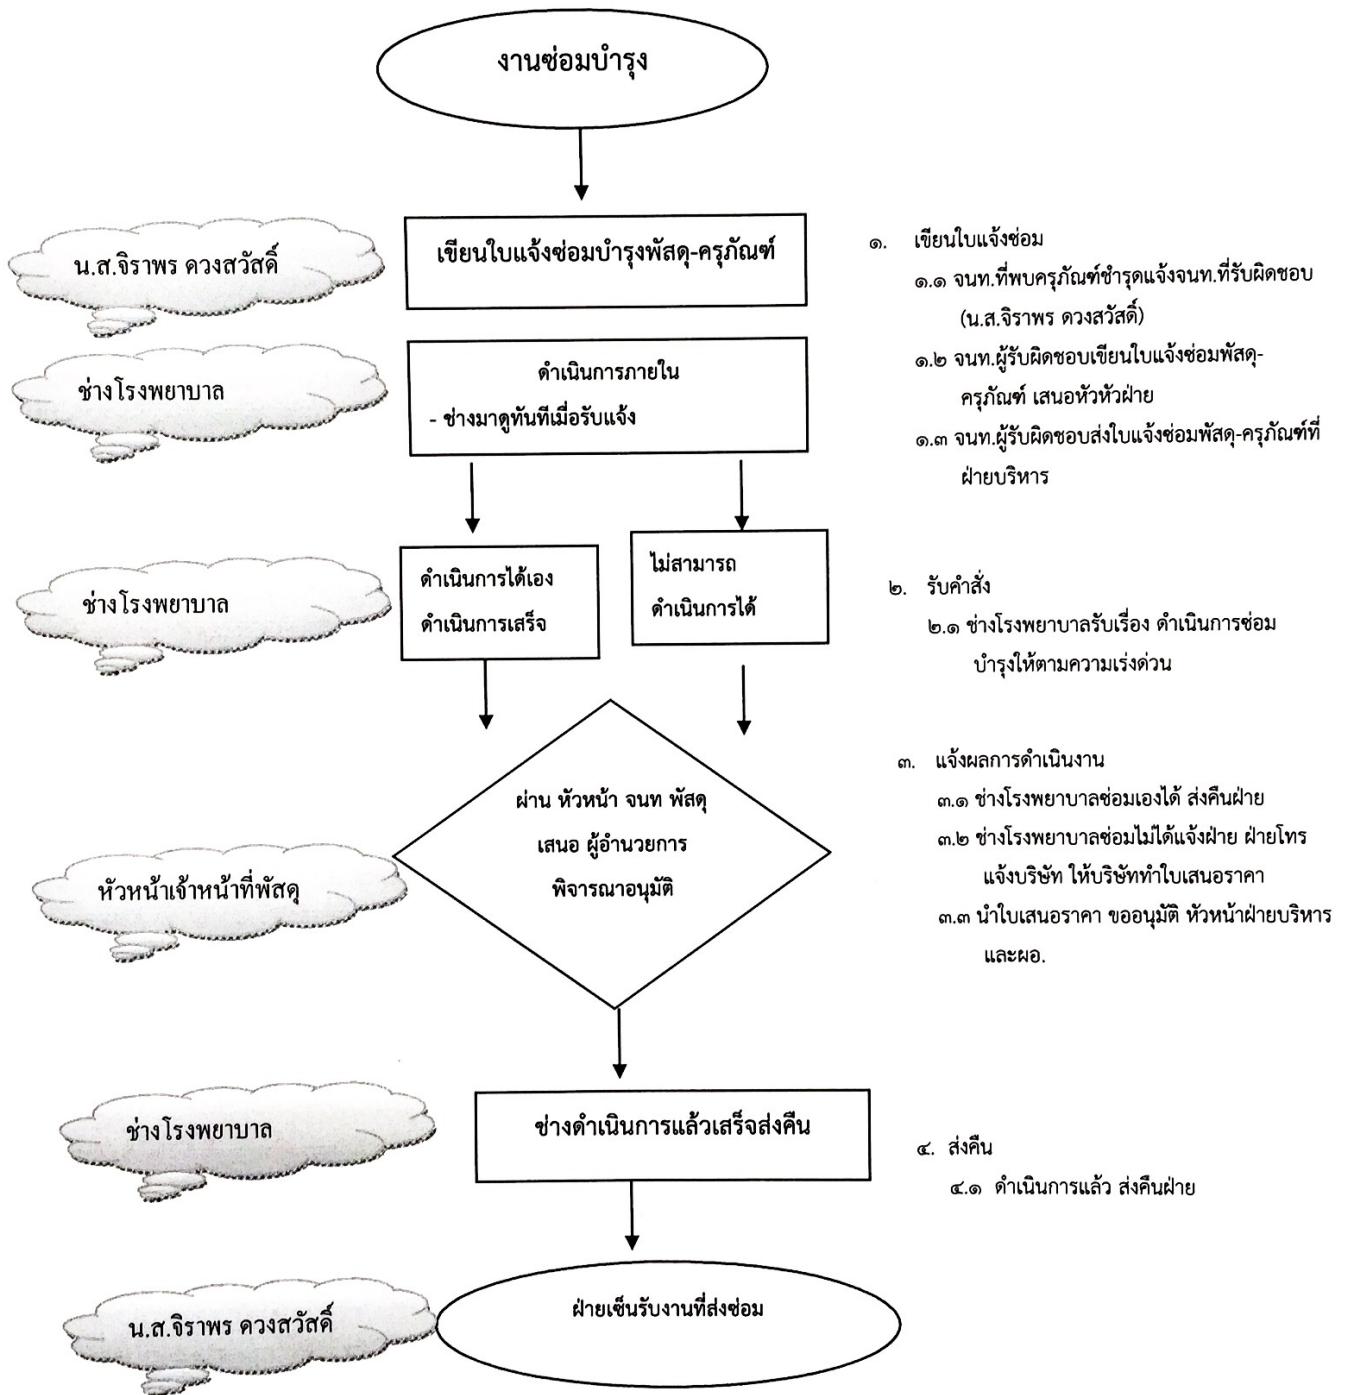 งานซ่อมบำรุง
น.ส.จิราพร ดวงสวัสดิ์
เขียนใบแจ้งซ่อมบำรุงพัสดุ-ครุภัณฑ์
ช่างโรงพยาบาล
ดำเนินการภายใน
- ช่างมาดูทันทีเมื่อรับแจ้ง
๑. เขียนใบแจ้งซ่อม
๑.๑ จนท.ที่พบครุภัณฑ์ชำรุดแจ้งจนท.ที่รับผิดชอบ
(น.ส.จิราพร ดวงสวัสดิ์)
๑.๒ จนท.ผู้รับผิดชอบเขียนใบแจ้งซ่อมพัสดุ-
ครุภัณฑ์ เสนอหัวหัวฝ่าย
๑.๓ จนท.ผู้รับผิดชอบส่งใบแจ้งซ่อมพัสดุ-ครุภัณฑ์ที่
ฝ่ายบริหาร
ช่างโรงพยาบาล
ดำเนินการได้เอง
ดำเนินการเสร็จ
ไม่สามารถ
ดำเนินการได้
๒. รับคำสั่ง
๒.๑ ช่างโรงพยาบาลรับเรื่อง ดำเนินการซ่อม
บำรุงให้ตามความเร่งด่วน
หัวหน้าเจ้าหน้าที่พัสดุ
ผ่าน หัวหน้า จนท พัสดุ
เสนอ ผู้อำนวยการ
พิจารณาอนุมัติ
๓. แจ้งผลการดำเนินงาน
๓.๑ ช่างโรงพยาบาลซ่อมเองได้ ส่งคืนฝ่าย
๓.๒ ช่างโรงพยาบาลซ่อมไม่ได้แจ้งฝ่าย ฝ่ายโทร
แจ้งบริษัท ให้บริษัททำใบเสนอราคา
๓.๓ นำใบเสนอราคา ขออนุมัติ หัวหน้าฝ่ายบริหาร
และผอ.
ช่างโรงพยาบาล
ช่างดำเนินการแล้วเสร็จส่งคืน
๔. ส่งคืน
๔.๑ ดำเนินการแล้ว ส่งคืนฝ่าย
น.ส.จิราพร ดวงสวัสดิ์
ฝ่ายเซ็นรับงานที่ส่งซ่อม